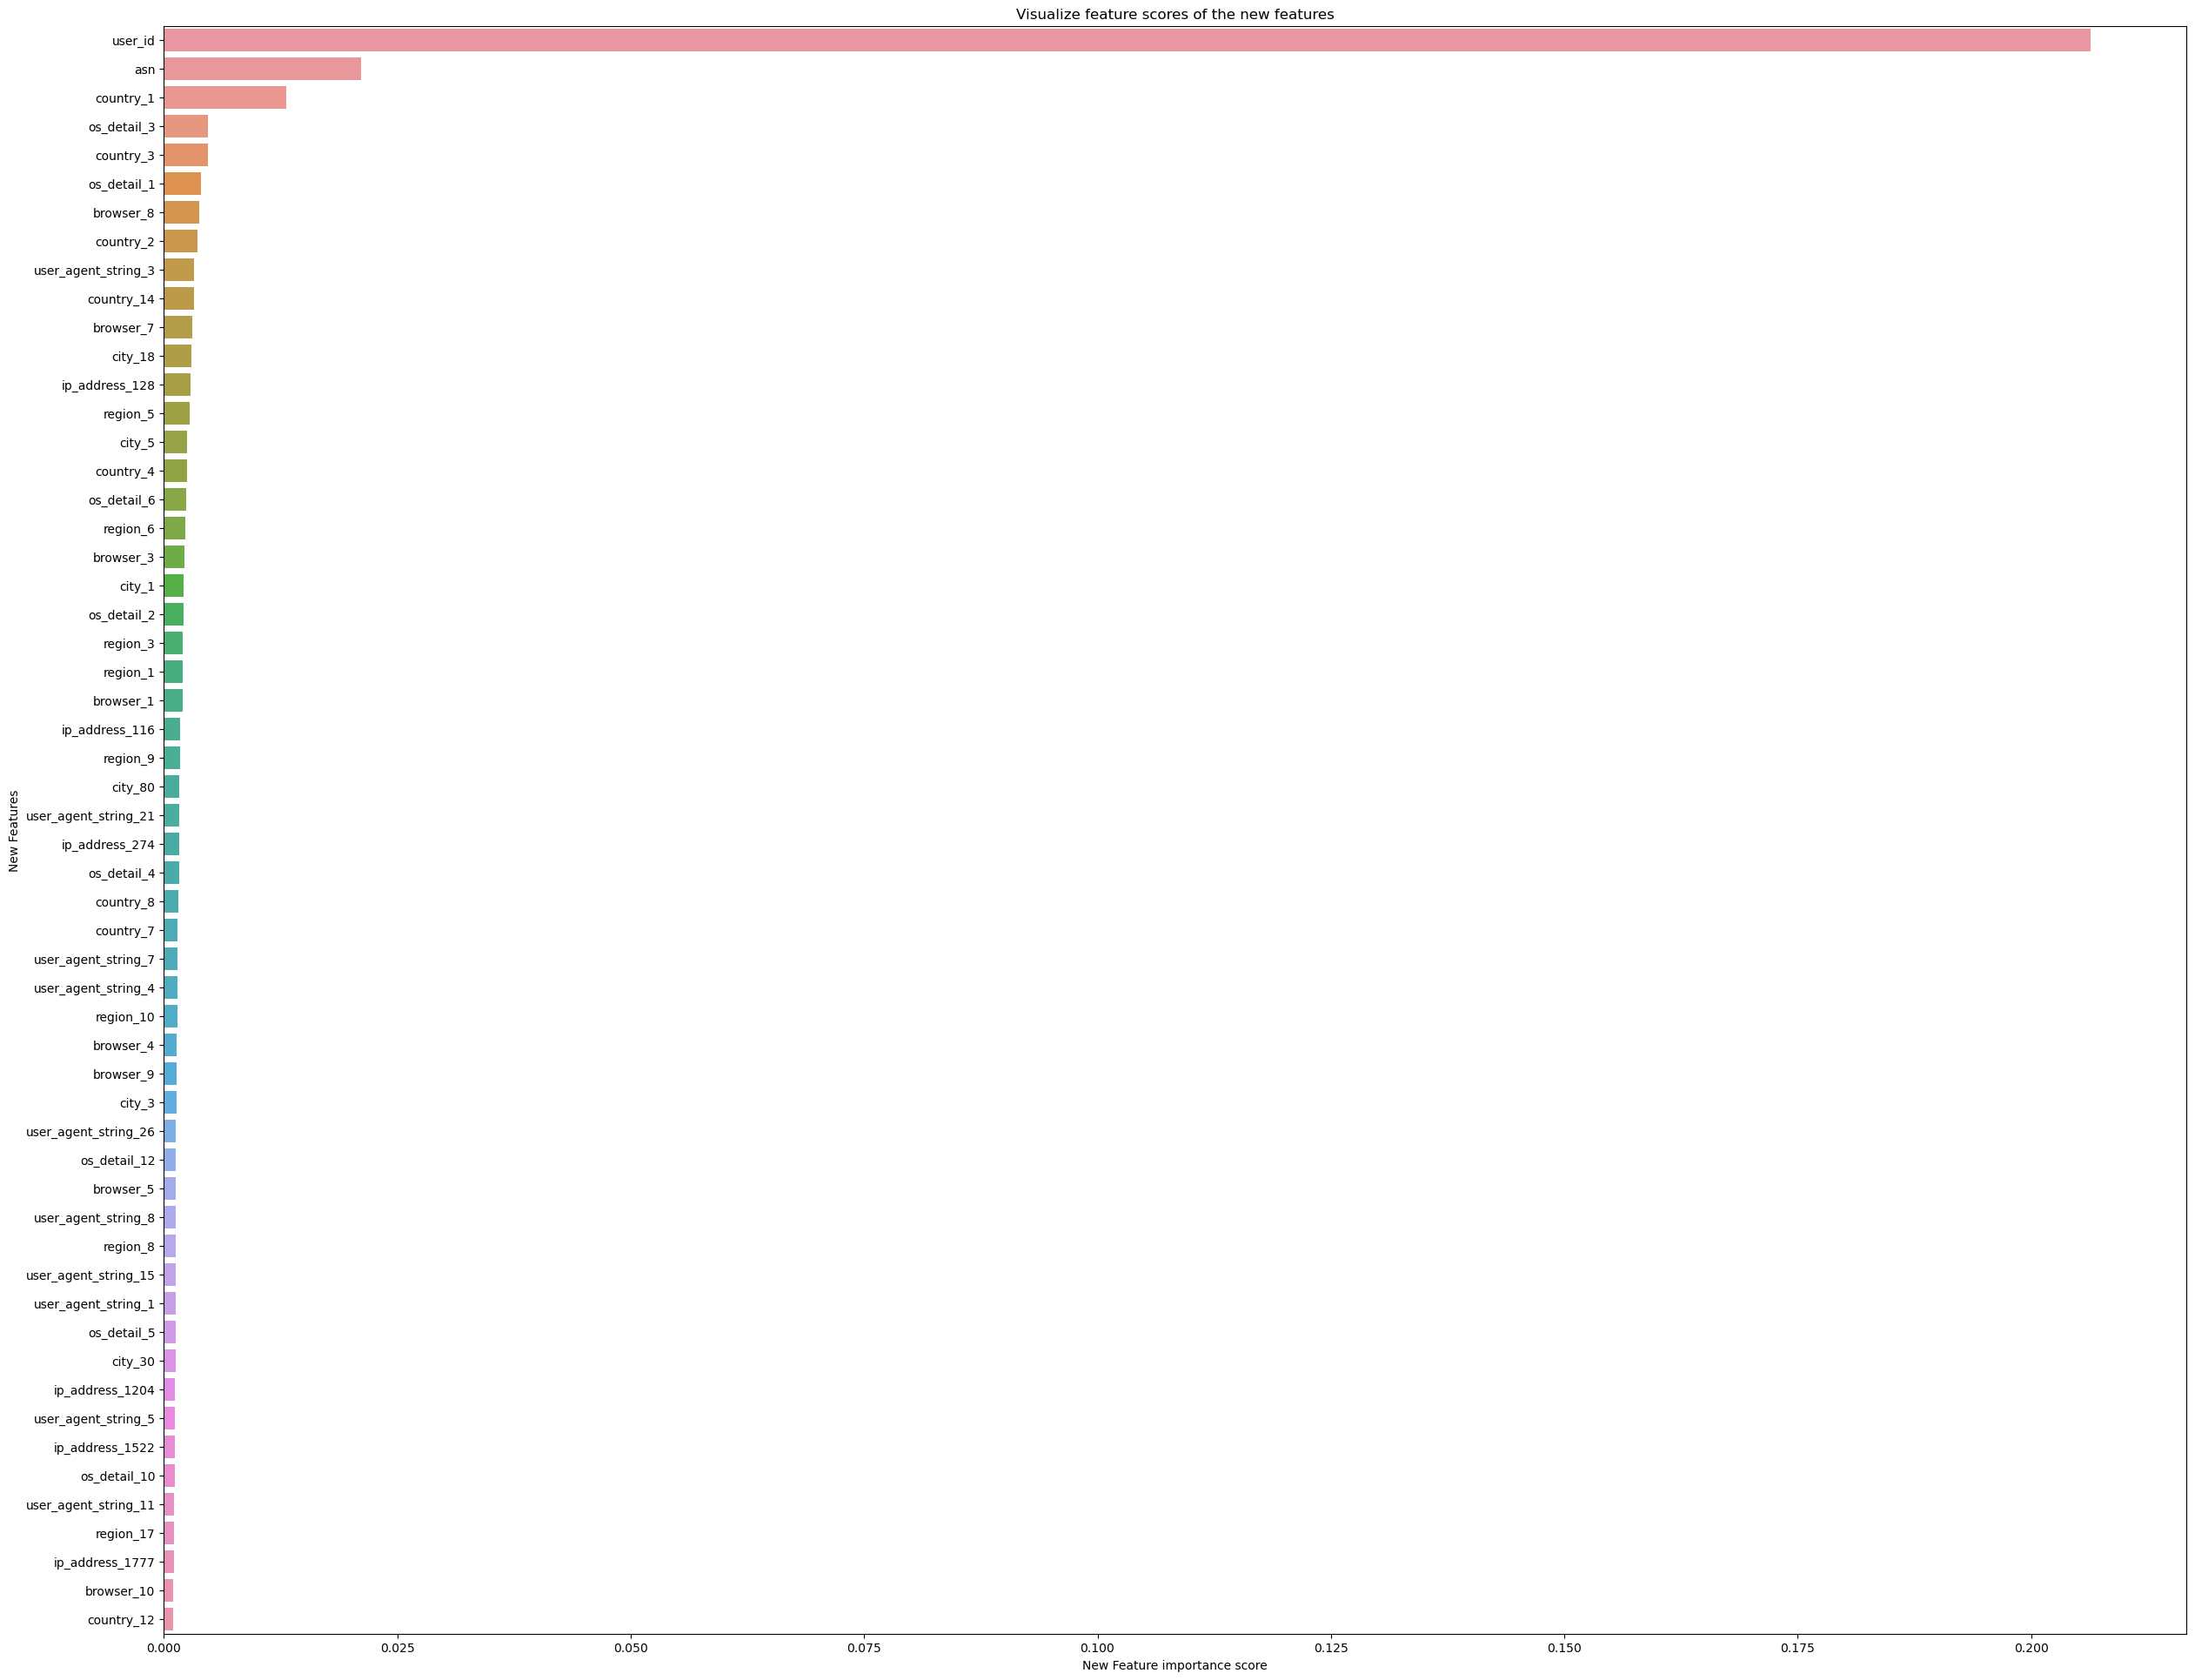 Visualize feature scores of the new features
New Features
user_id
asn
country_1
os_detail_3
country_3
os_detail_1
browser_8
country_2
user_agent_string_3
country_14
browser_7
city_18
ip_address_128
region_5
city_5
country_4
os_detail_6
region_6
browser_3
city_1
os_detail_2
region_3
region_1
browser_1
ip_address_116
region_9
city_80
user_agent_string_21
ip_address_274
os_detail_4
country_8
country_7
user_agent_string_7
user_agent_string_4
region_10
browser_4
browser_9
city_3
user_agent_string_26
os_detail_12
browser_5
user_agent_string_8
region_8
user_agent_string_15
user_agent_string_1
os_detail_5
city_30
ip_address_1204
user_agent_string_5
ip_address_1522
os_detail_10
user_agent_string_11
region_17
ip_address_1777
browser_10
country_12
0.000 0.025 0.050 0.075 0.100 0.125 0.150 0.175 0.200
New Feature importance score